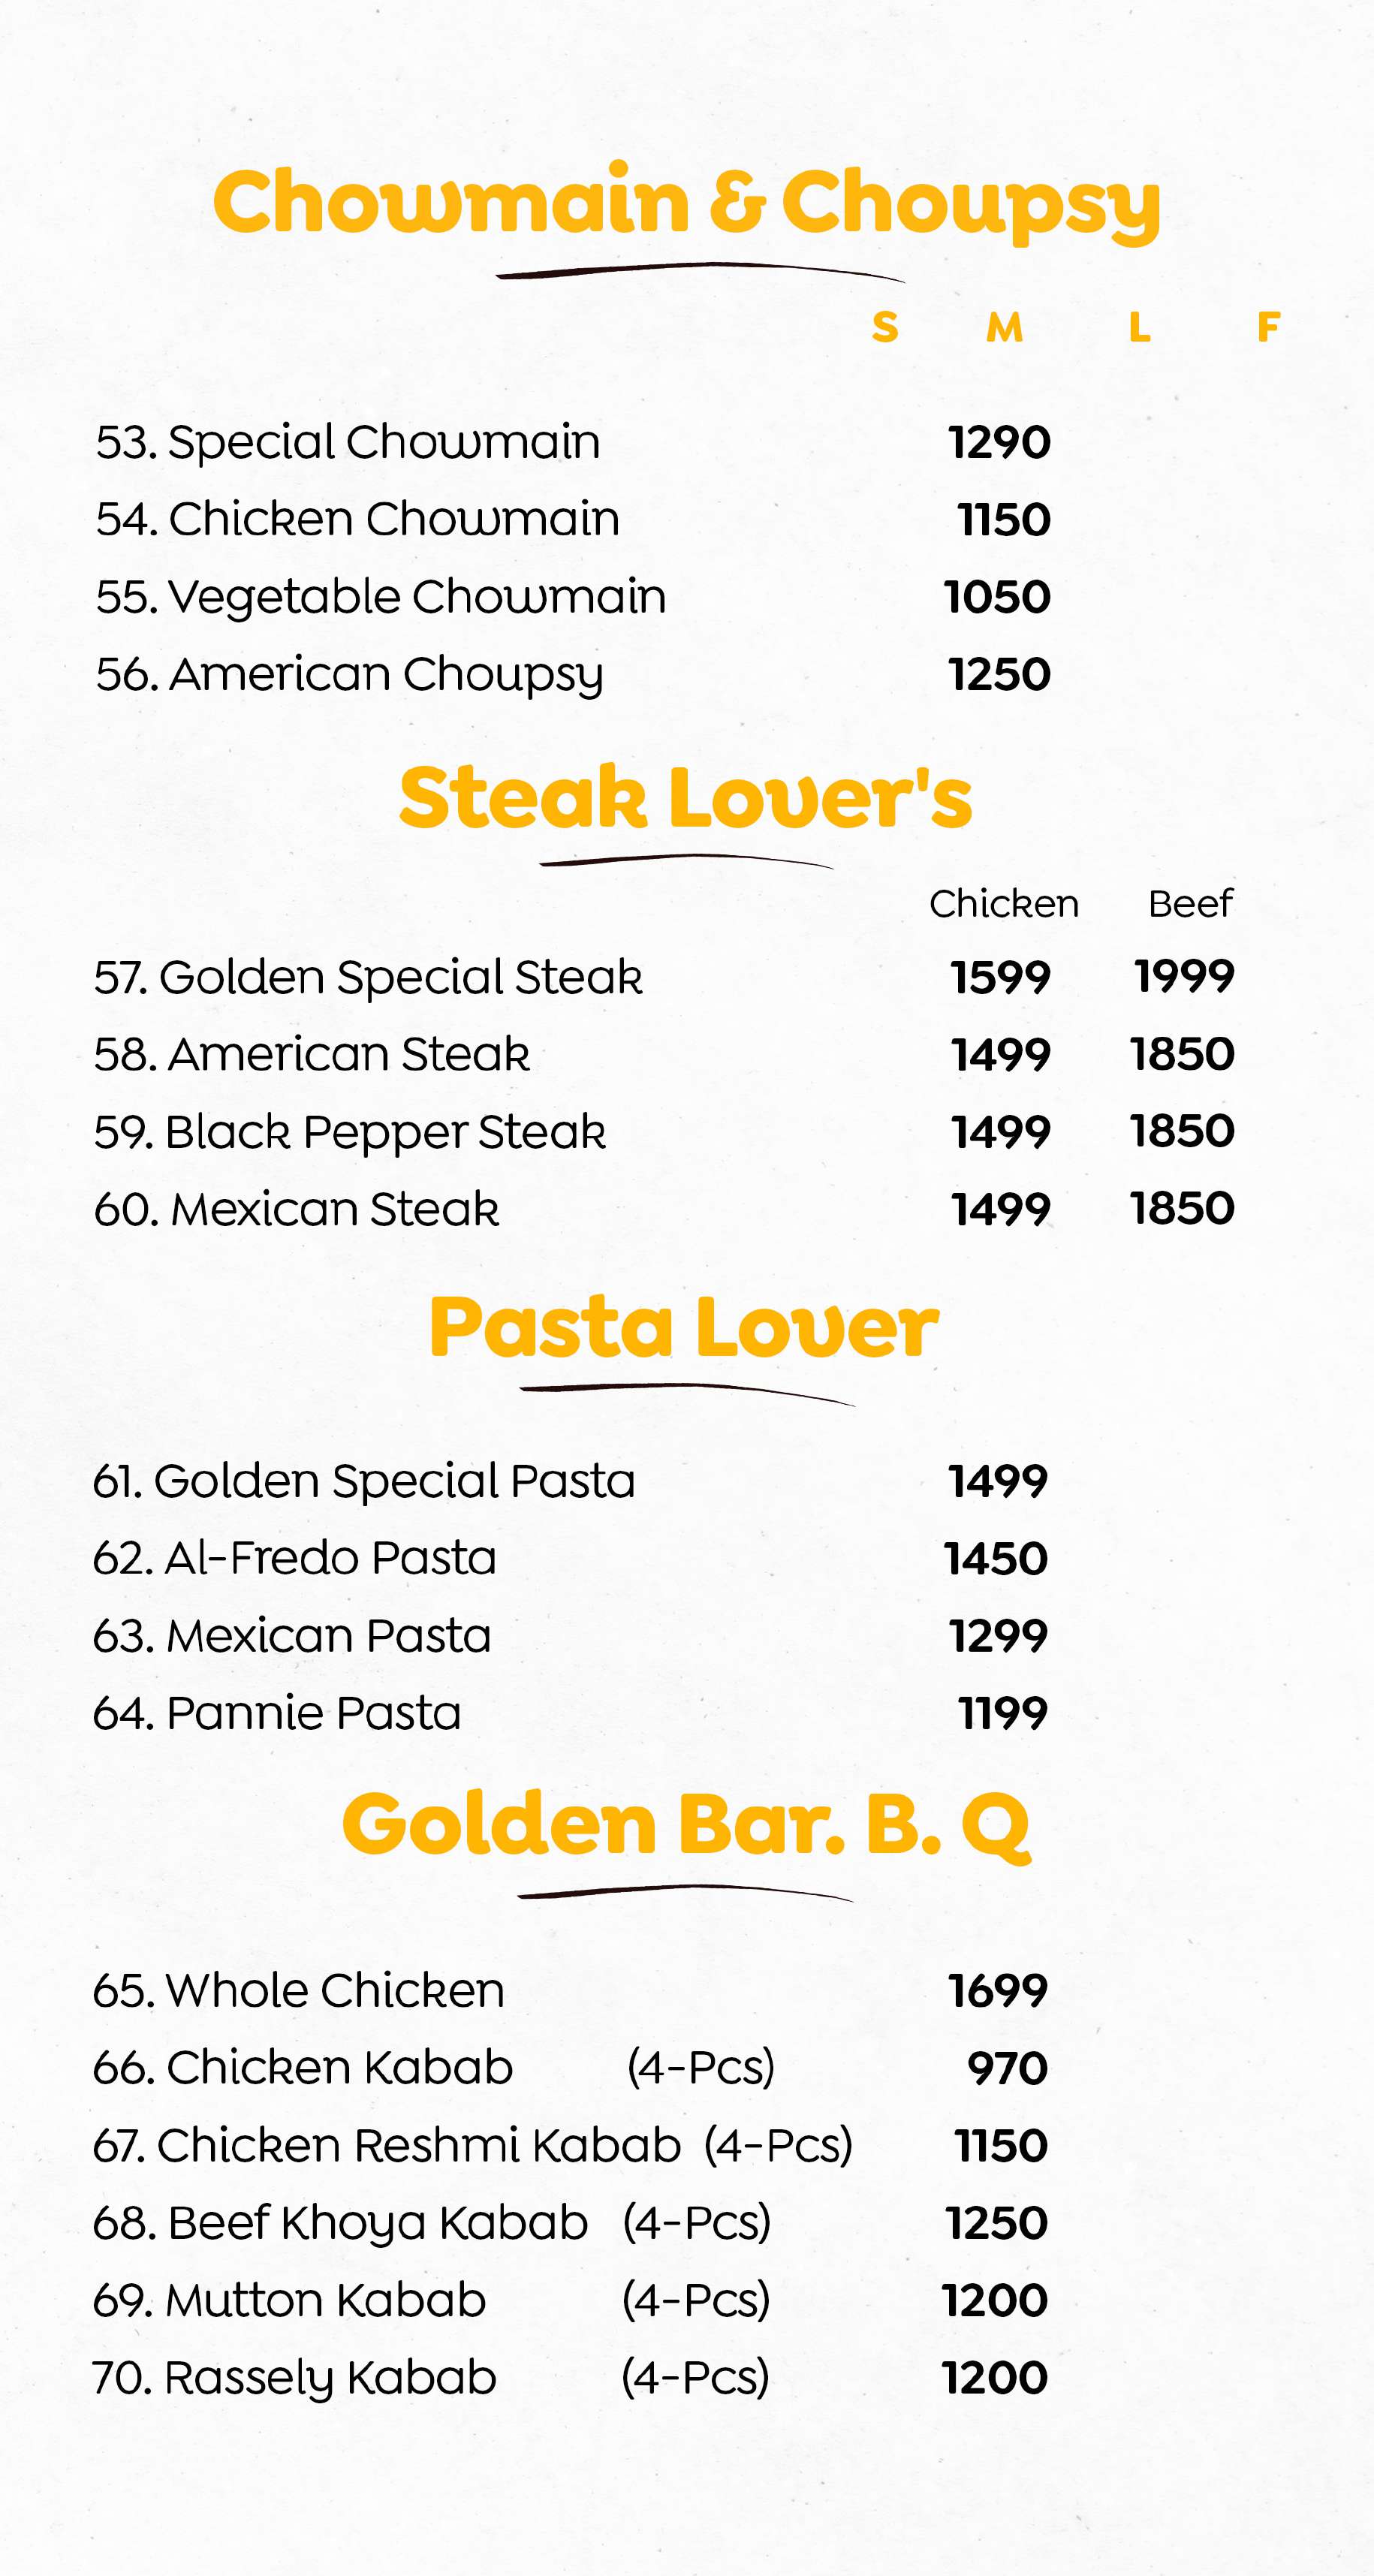 Chowmain & Choupsy
S M L F
53. Special Chowmain 1290
54. Chicken Chowmain 1150
55. Vegetable Chowmain 1050
56. American Choupsy 1250
Steak Lover's
Chicken Beef
57. Golden Special Steak 1599 1999
58. American Steak 1499 1850
59. Black Pepper Steak 1499 1850
60. Mexican Steak 1499 1850
Pasta Lover
61. Golden Special Pasta 1499
62. Al-Fredo Pasta 1450
63. Mexican Pasta 1299
64. Pannie Pasta 1199
Golden Bar. B. Q
65. Whole Chicken 1699
66. Chicken Kabab (4-Pcs) 970
67. Chicken Reshmi Kabab (4-Pcs) 1150
68. Beef Khoya Kabab (4-Pcs) 1250
69. Mutton Kabab (4-Pcs) 1200
70. Rassely Kabab (4-Pcs) 1200